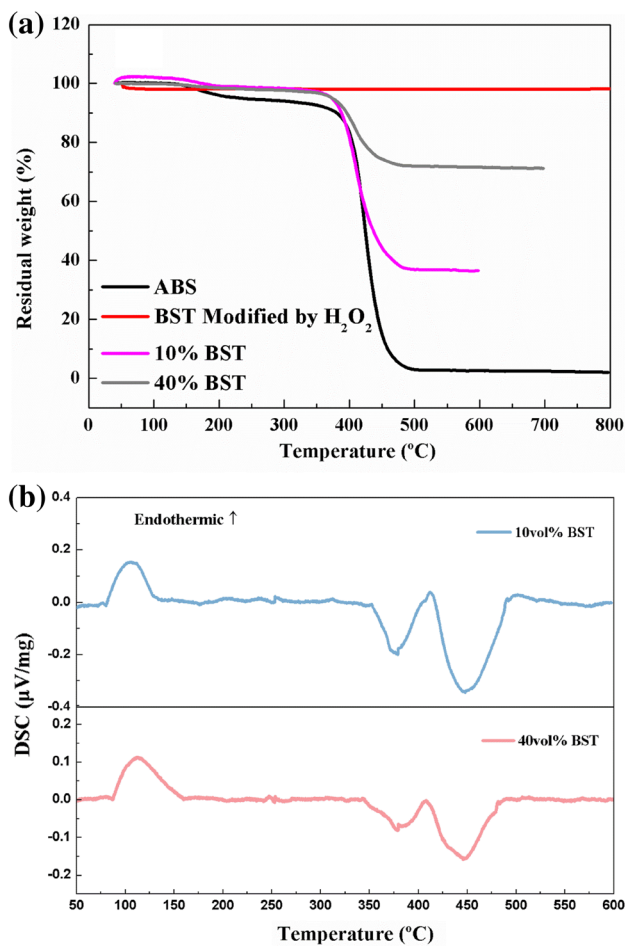 (a)
120
100
80
60
40
20
0
Residual weight (%)
ABS
BST Modified by H₂O₂
10% BST
40% BST
0 100 200 300 400 500 600 700 800
Temperature (ºC)
(b)
0.4
0.2
0.0
-0.2
-0.4
Endothermic ↑
10vol% BST
DSC (μV/mg)
0.2
0.1
0.0
-0.1
-0.2
40vol% BST
50 100 150 200 250 300 350 400 450 500 550 600
Temperature (ºC)